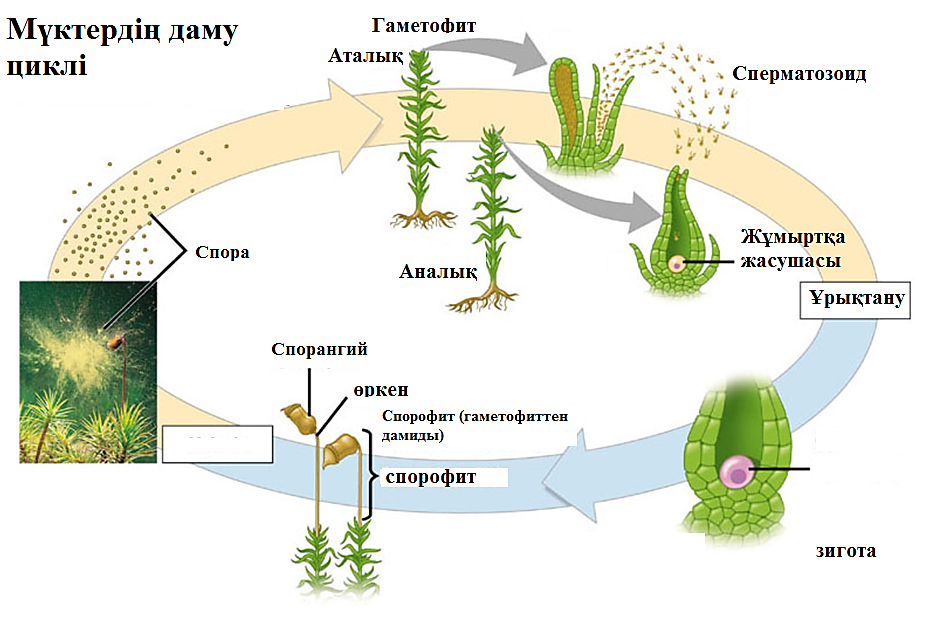 Мүктердің даму
циклі
Гаметофит
Аталық
Сперматозоид
Спора
Аналық
Жұмыртқа
жасушасы
Ұрықтану
Спорангий
өркен
Спорофит (гаметофиттен
дамиды)
спорофит
зигота